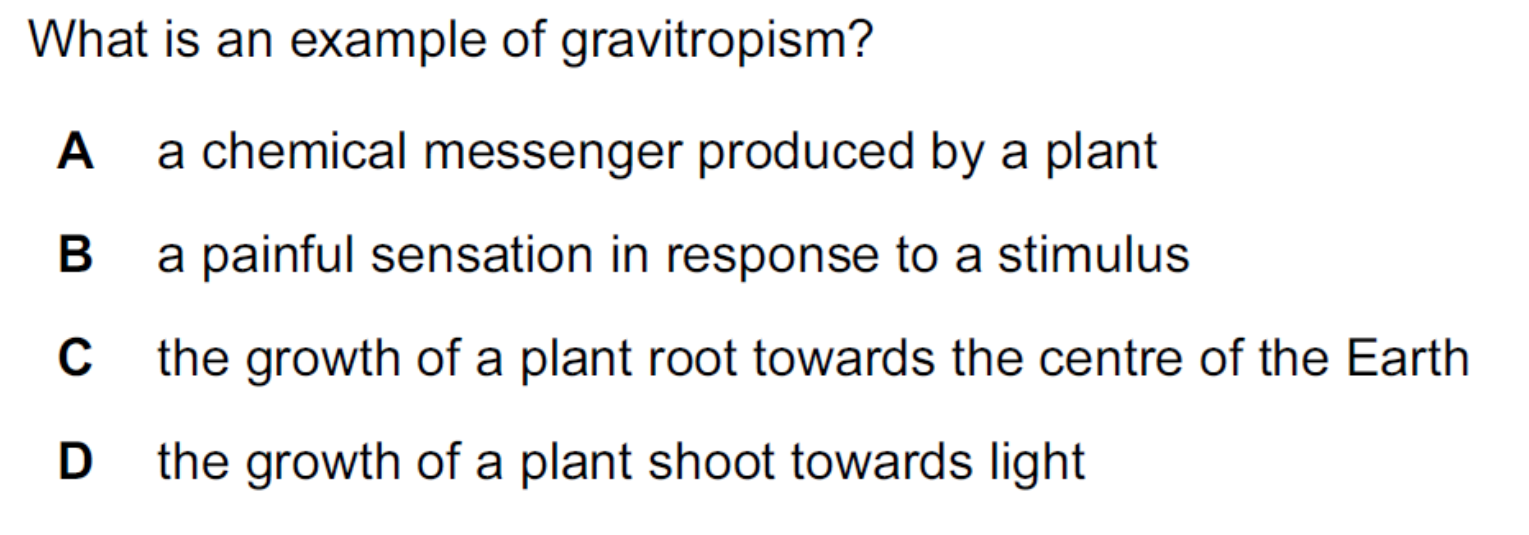 What is an example of gravitropism?
A a chemical messenger produced by a plant
B a painful sensation in response to a stimulus
C the growth of a plant root towards the centre of the Earth
D the growth of a plant shoot towards light